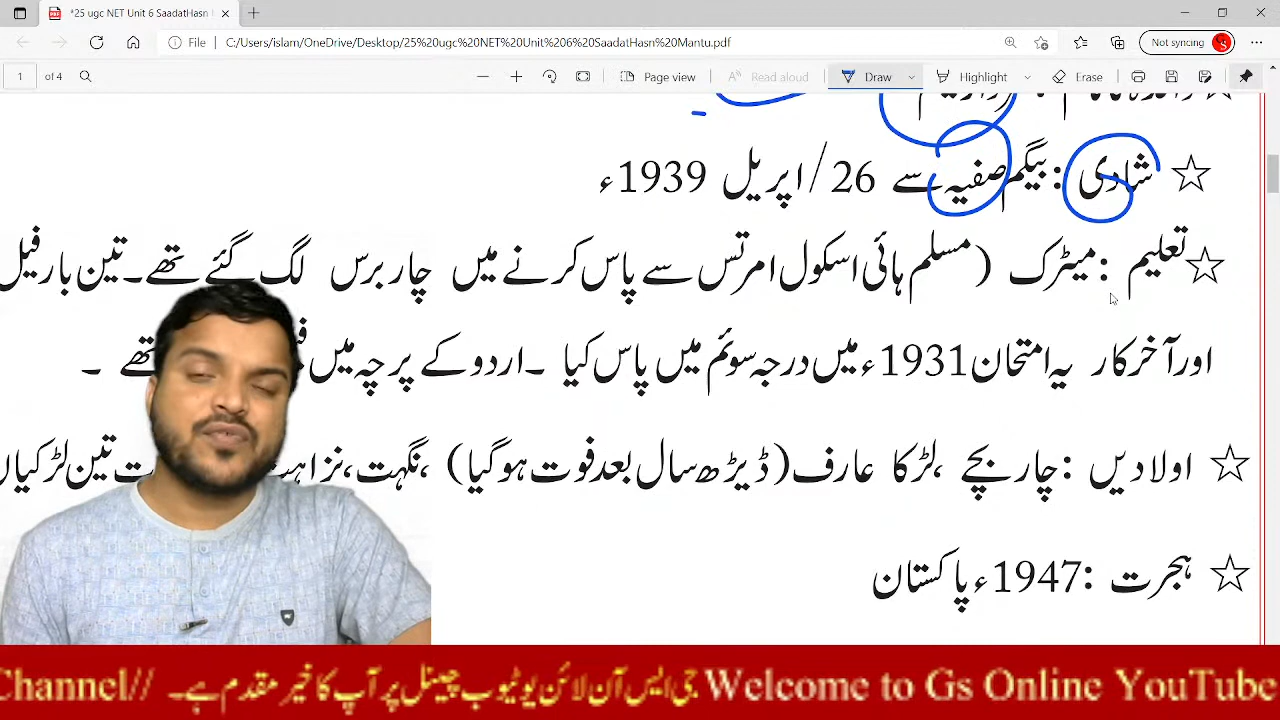 *25 ugc NET Unit 6 SaadatHasn
File C:/Users/islam/OneDrive/Desktop/25%20ugc%20NET%20Unit%206%20SaadatHasn%20Mantu.pdf Not syncing
1 of 4 Page view Read aloud Draw Highlight Erase
☆ شادی : بیگم صفیہ سے 26/اپریل 1939ء
☆ تعلیم : میٹرک (مسلم ہائی اسکول امرتس سے پاس کرنے میں چار برس لگ گئے تھے۔ تین بار فیل
اور آخر کار یہ امتحان 1931ء میں درجہ سوئم میں پاس کیا ۔ اردو کے پرچہ میں تھے ۔
☆ اولادیں : چار بچے ،لڑکا عارف (ڈیڑھ سال بعد فوت ہو گیا) ،نگہت، تین لڑکیاں
☆ ہجرت : 1947ء پاکستان
Channel// جی ایس آن لائن یوٹیوب چینل پر آپ کا خیر مقدم ہے۔ Welcome to Gs Online YouTube